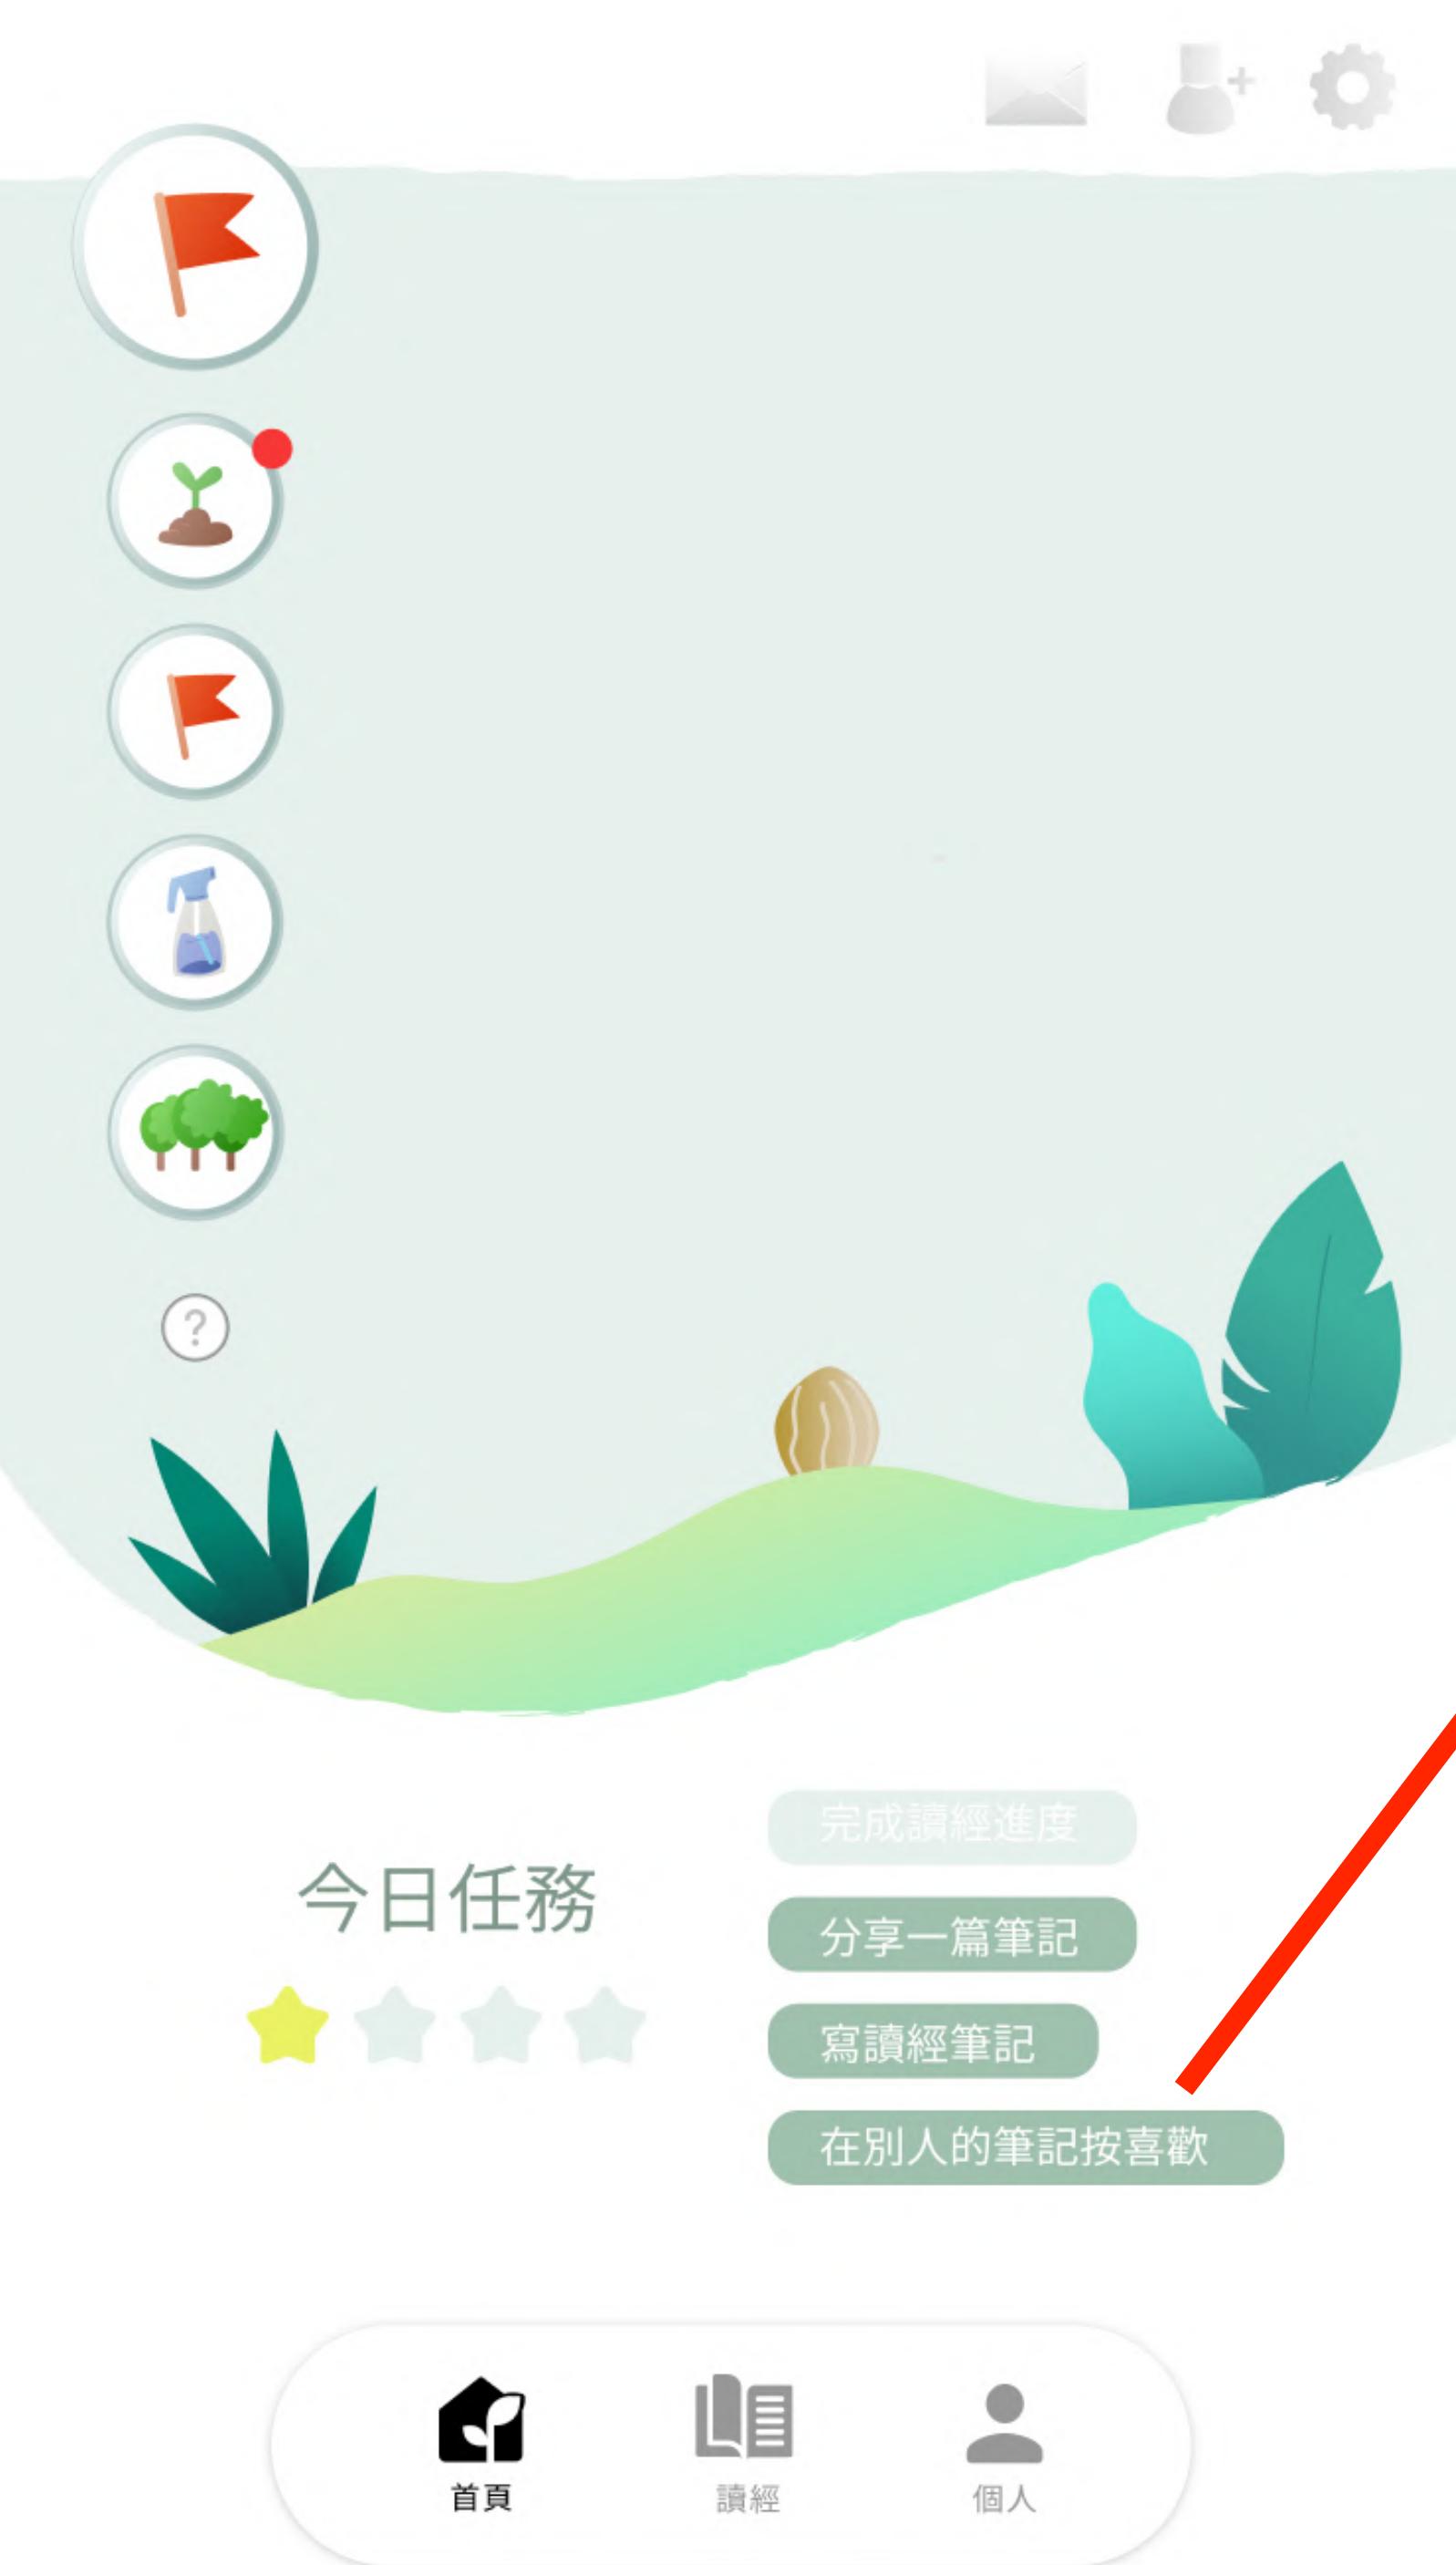 ?
完成讀經進度
今日任務
分享一篇筆記
寫讀經筆記
在別人的筆記按喜歡
首頁
讀經
個人